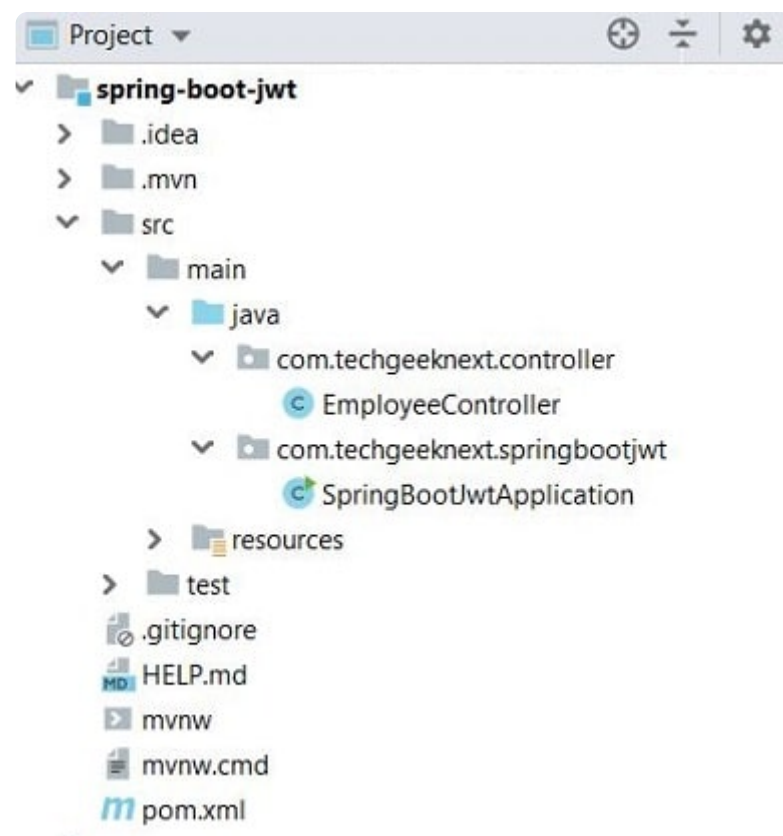 Project
spring-boot-jwt
.idea
.mvn
src
main
java
com.techgeeknext.controller
C EmployeeController
com.techgeeknext.springbootjwt
C SpringBootJwtApplication
resources
test
.gitignore
MD HELP.md
mvnw
mvnw.cmd
m pom.xml